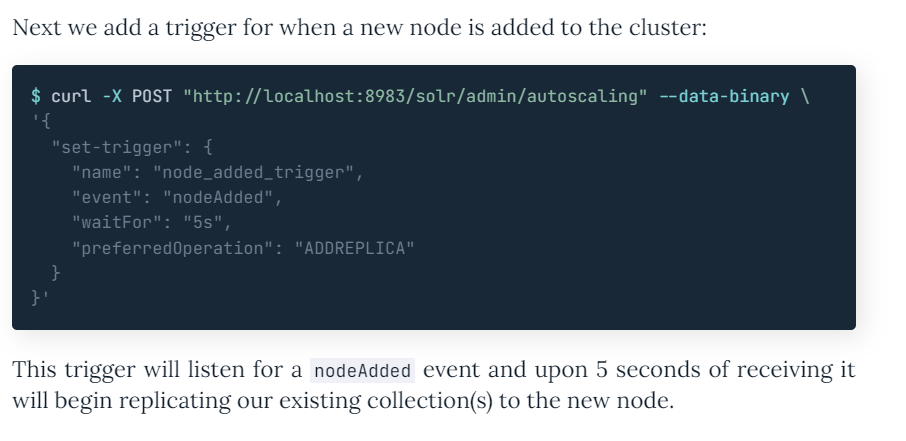 Next we add a trigger for when a new node is added to the cluster:
$ curl -X POST "http://localhost:8983/solr/admin/autoscaling" --data-binary \
'{
  "set-trigger": {
    "name": "node_added_trigger",
    "event": "nodeAdded",
    "waitFor": "5s",
    "preferredOperation": "ADDREPLICA"
  }
}'
This trigger will listen for a nodeAdded event and upon 5 seconds of receiving it
will begin replicating our existing collection(s) to the new node.